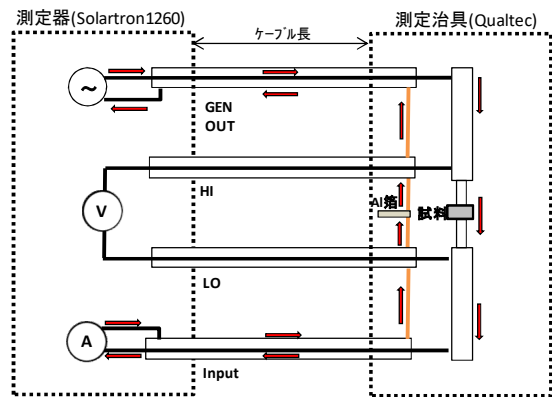 測定器(Solartron1260)
測定治具(Qualtec)
ｹｰﾌﾞﾙ長
~
GEN
OUT
HI
V
Al箔
試料
LO
A
Input